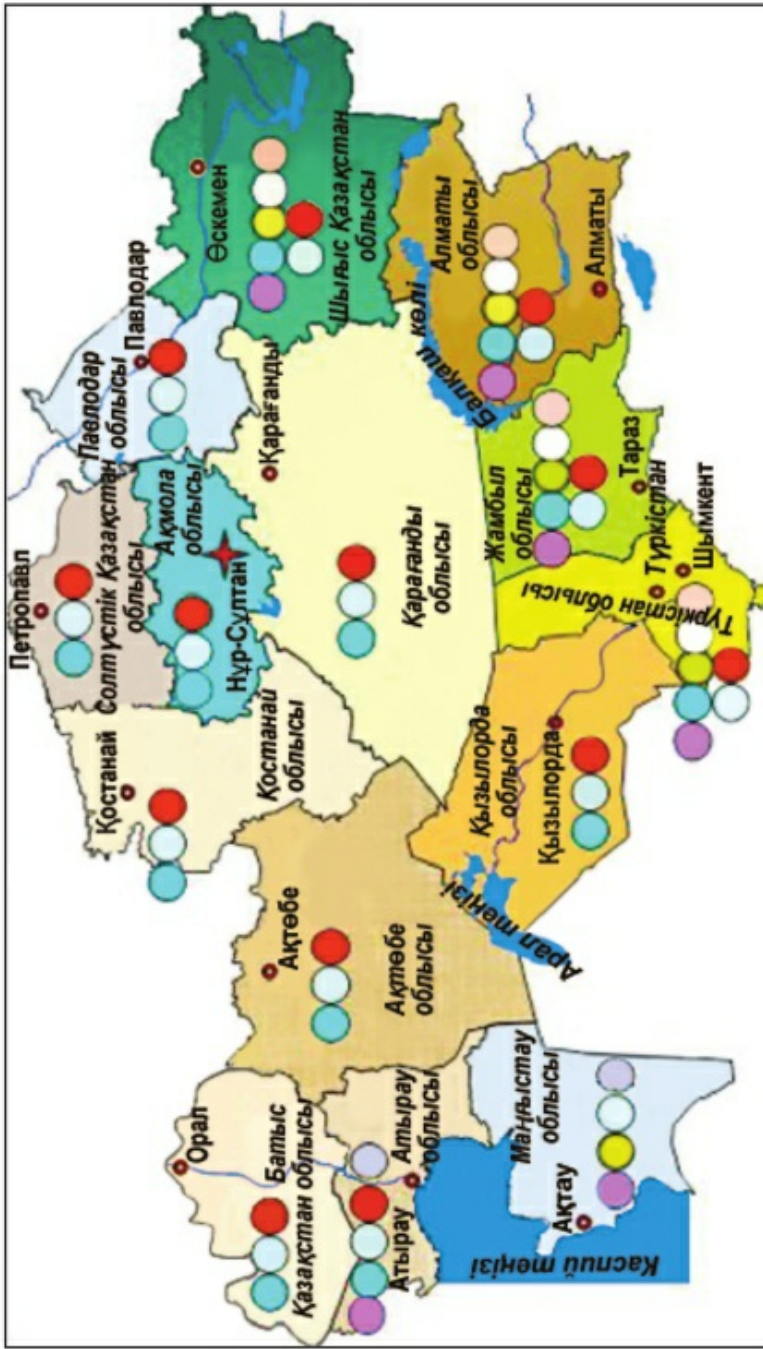 Петропавл
Солтүстік Қазақстан
облысы
Қостанай
Қостанай
облысы
Ақмола
облысы
Нұр-Сұлтан
Павлодар
облысы
Павлодар
Өскемен
Шығыс Қазақстан
облысы
Қарағанды
Қарағанды
облысы
Орал
Батыс
Қазақстан облысы
Ақтөбе
Ақтөбе
облысы
Атырау
облысы
Атырау
Маңғыстау
облысы
Ақтау
Каспий теңізі
Арал теңізі
Қызылорда
облысы
Қызылорда
Түркістан облысы
Түркістан
Шымкент
Жамбыл
облысы
Тараз
Балқаш көлі
Алматы
облысы
Алматы